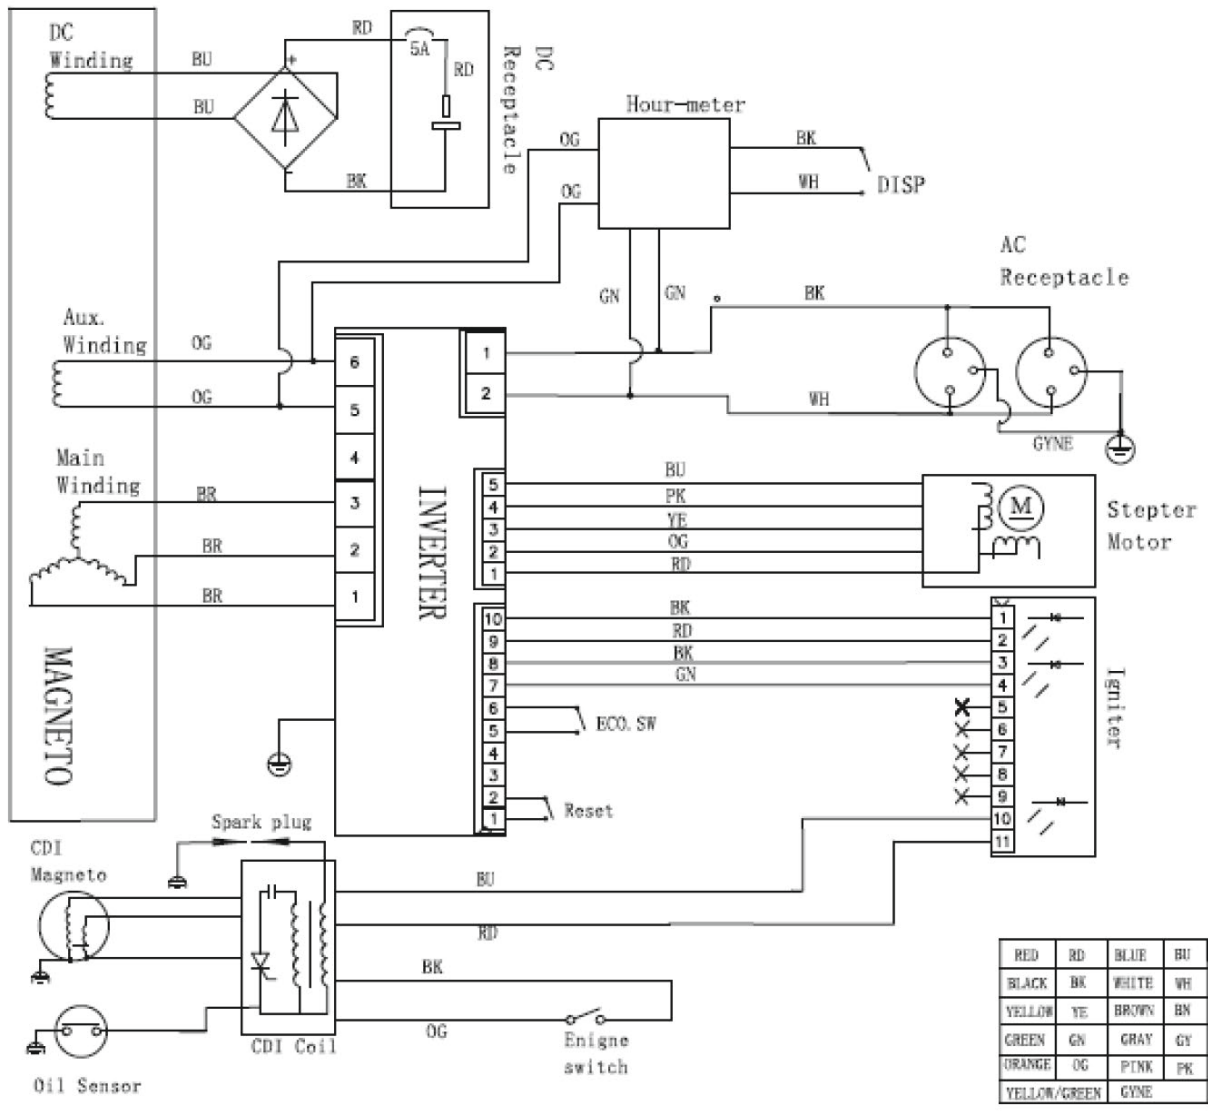 DC
Winding
BU
BU
+
-
RD
BK
5A
RD
DC
Receptacle
Hour-meter
OG
OG
BK
WH
DISP
GN
GN
AC
Receptacle
BK
WH
GYNE
Aux.
Winding
OG
OG
Main
Winding
BR
BR
BR
MAGNETO
6
5
4
3
2
1
INVERTER
1
2
5
4
3
2
1
BU
PK
YE
OG
RD
M
Stepter
Motor
10
9
8
7
6
5
4
3
2
1
BK
RD
BK
GN
ECO.SW
Reset
1
2
3
4
5
6
7
8
9
10
11
Igniter
Spark plug
CDI
Magneto
BU
RD
BK
OG
CDI Coil
Enigne
switch
Oil Sensor
RED RD BLUE BU
BLACK BK WHITE WH
YELLOW YE BROWN BN
GREEN GN GRAY GY
ORANGE OG PINK PK
YELLOW/GREEN GYNE